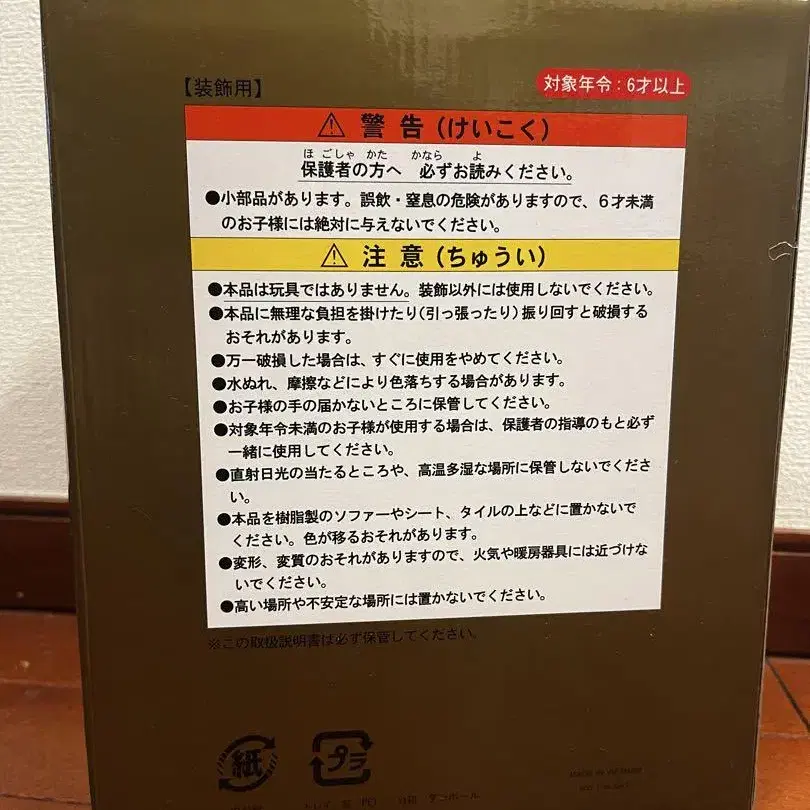 【装飾用】
対象年令：6才以上
⚠ 警 告 (けいこく)
ほごしゃ かた かなら よ
保護者の方へ 必ずお読みください。
●小部品があります。誤飲・窒息の危険がありますので、６才未満
のお子様には絶対に与えないでください。
⚠ 注 意 (ちゅうい)
●本品は玩具ではありません。装飾以外には使用しないでください。
●本品に無理な負担を掛けたり(引っ張ったり)振り回すと破損する
おそれがあります。
●万一破損した場合は、すぐに使用をやめてください。
●水ぬれ、摩擦などにより色落ちする場合があります。
●お子様の手の届かないところに保管してください。
●対象年令未満のお子様が使用する場合は、保護者の指導のもと必ず
一緒に使用してください。
●直射日光の当たるところや、高温多湿な場所に保管しないでくださ
い。
●本品を樹脂製のソファーやシート、タイルの上などに置かないで
ください。色が移るおそれがあります。
●変形、変質のおそれがありますので、火気や暖房器具には近づけな
いでください。
●高い場所や不安定な場所には置かないでください。
※この取扱説明書は必ず保管してください。
紙
プラ
MADE IN VIETNAM